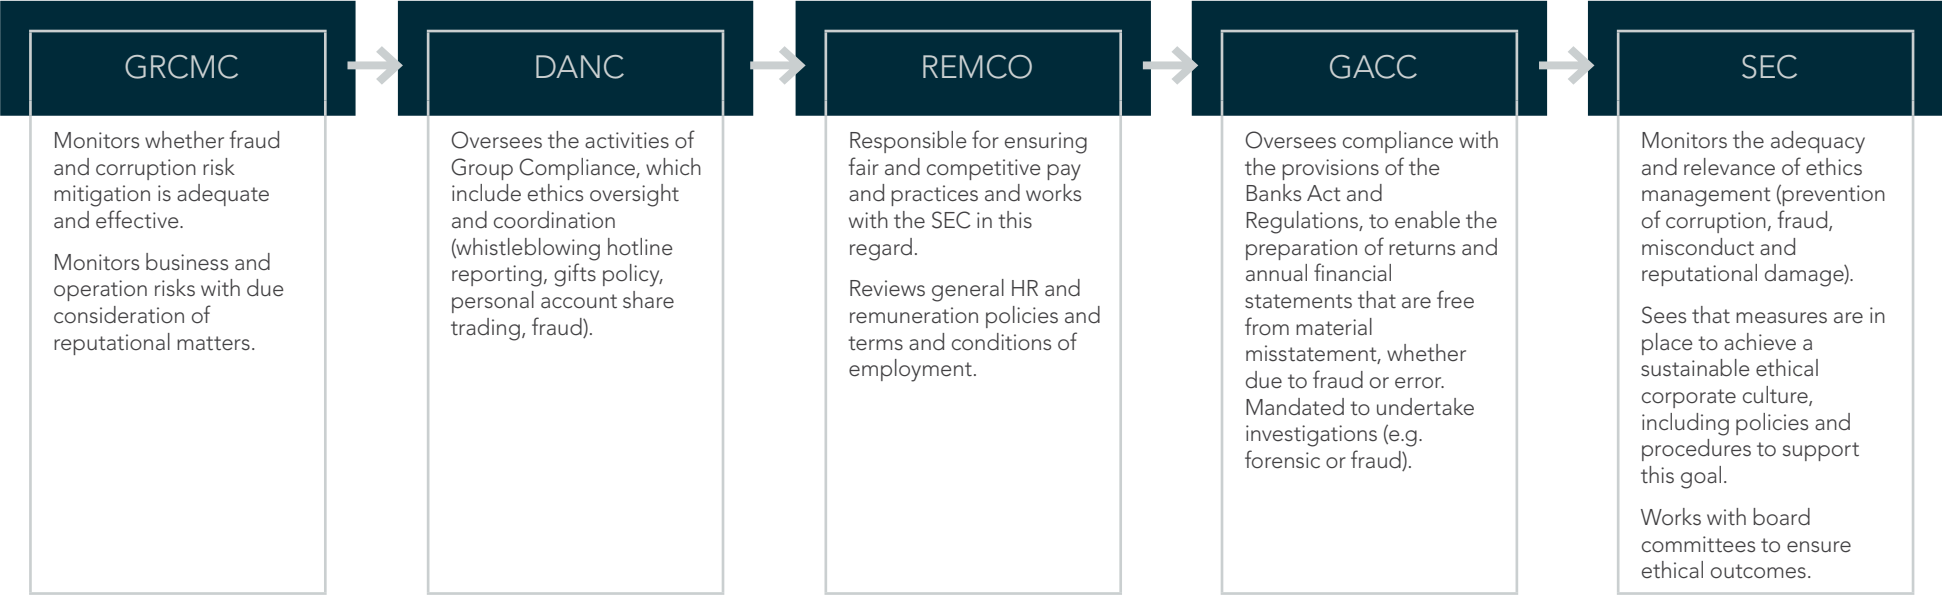 GRCMC
Monitors whether fraud
and corruption risk
mitigation is adequate
and effective.
Monitors business and
operation risks with due
consideration of
reputational matters.
DANC
Oversees the activities of
Group Compliance, which
include ethics oversight
and coordination
(whistleblowing hotline
reporting, gifts policy,
personal account share
trading, fraud).
REMCO
Responsible for ensuring
fair and competitive pay
and practices and works
with the SEC in this
regard.
Reviews general HR and
remuneration policies and
terms and conditions of
employment.
GACC
Oversees compliance with
the provisions of the
Banks Act and
Regulations, to enable the
preparation of returns and
annual financial
statements that are free
from material
misstatement, whether
due to fraud or error.
Mandated to undertake
investigations (e.g.
forensic or fraud).
SEC
Monitors the adequacy
and relevance of ethics
management (prevention
of corruption, fraud,
misconduct and
reputational damage).
Sees that measures are in
place to achieve a
sustainable ethical
corporate culture,
including policies and
procedures to support
this goal.
Works with board
committees to ensure
ethical outcomes.